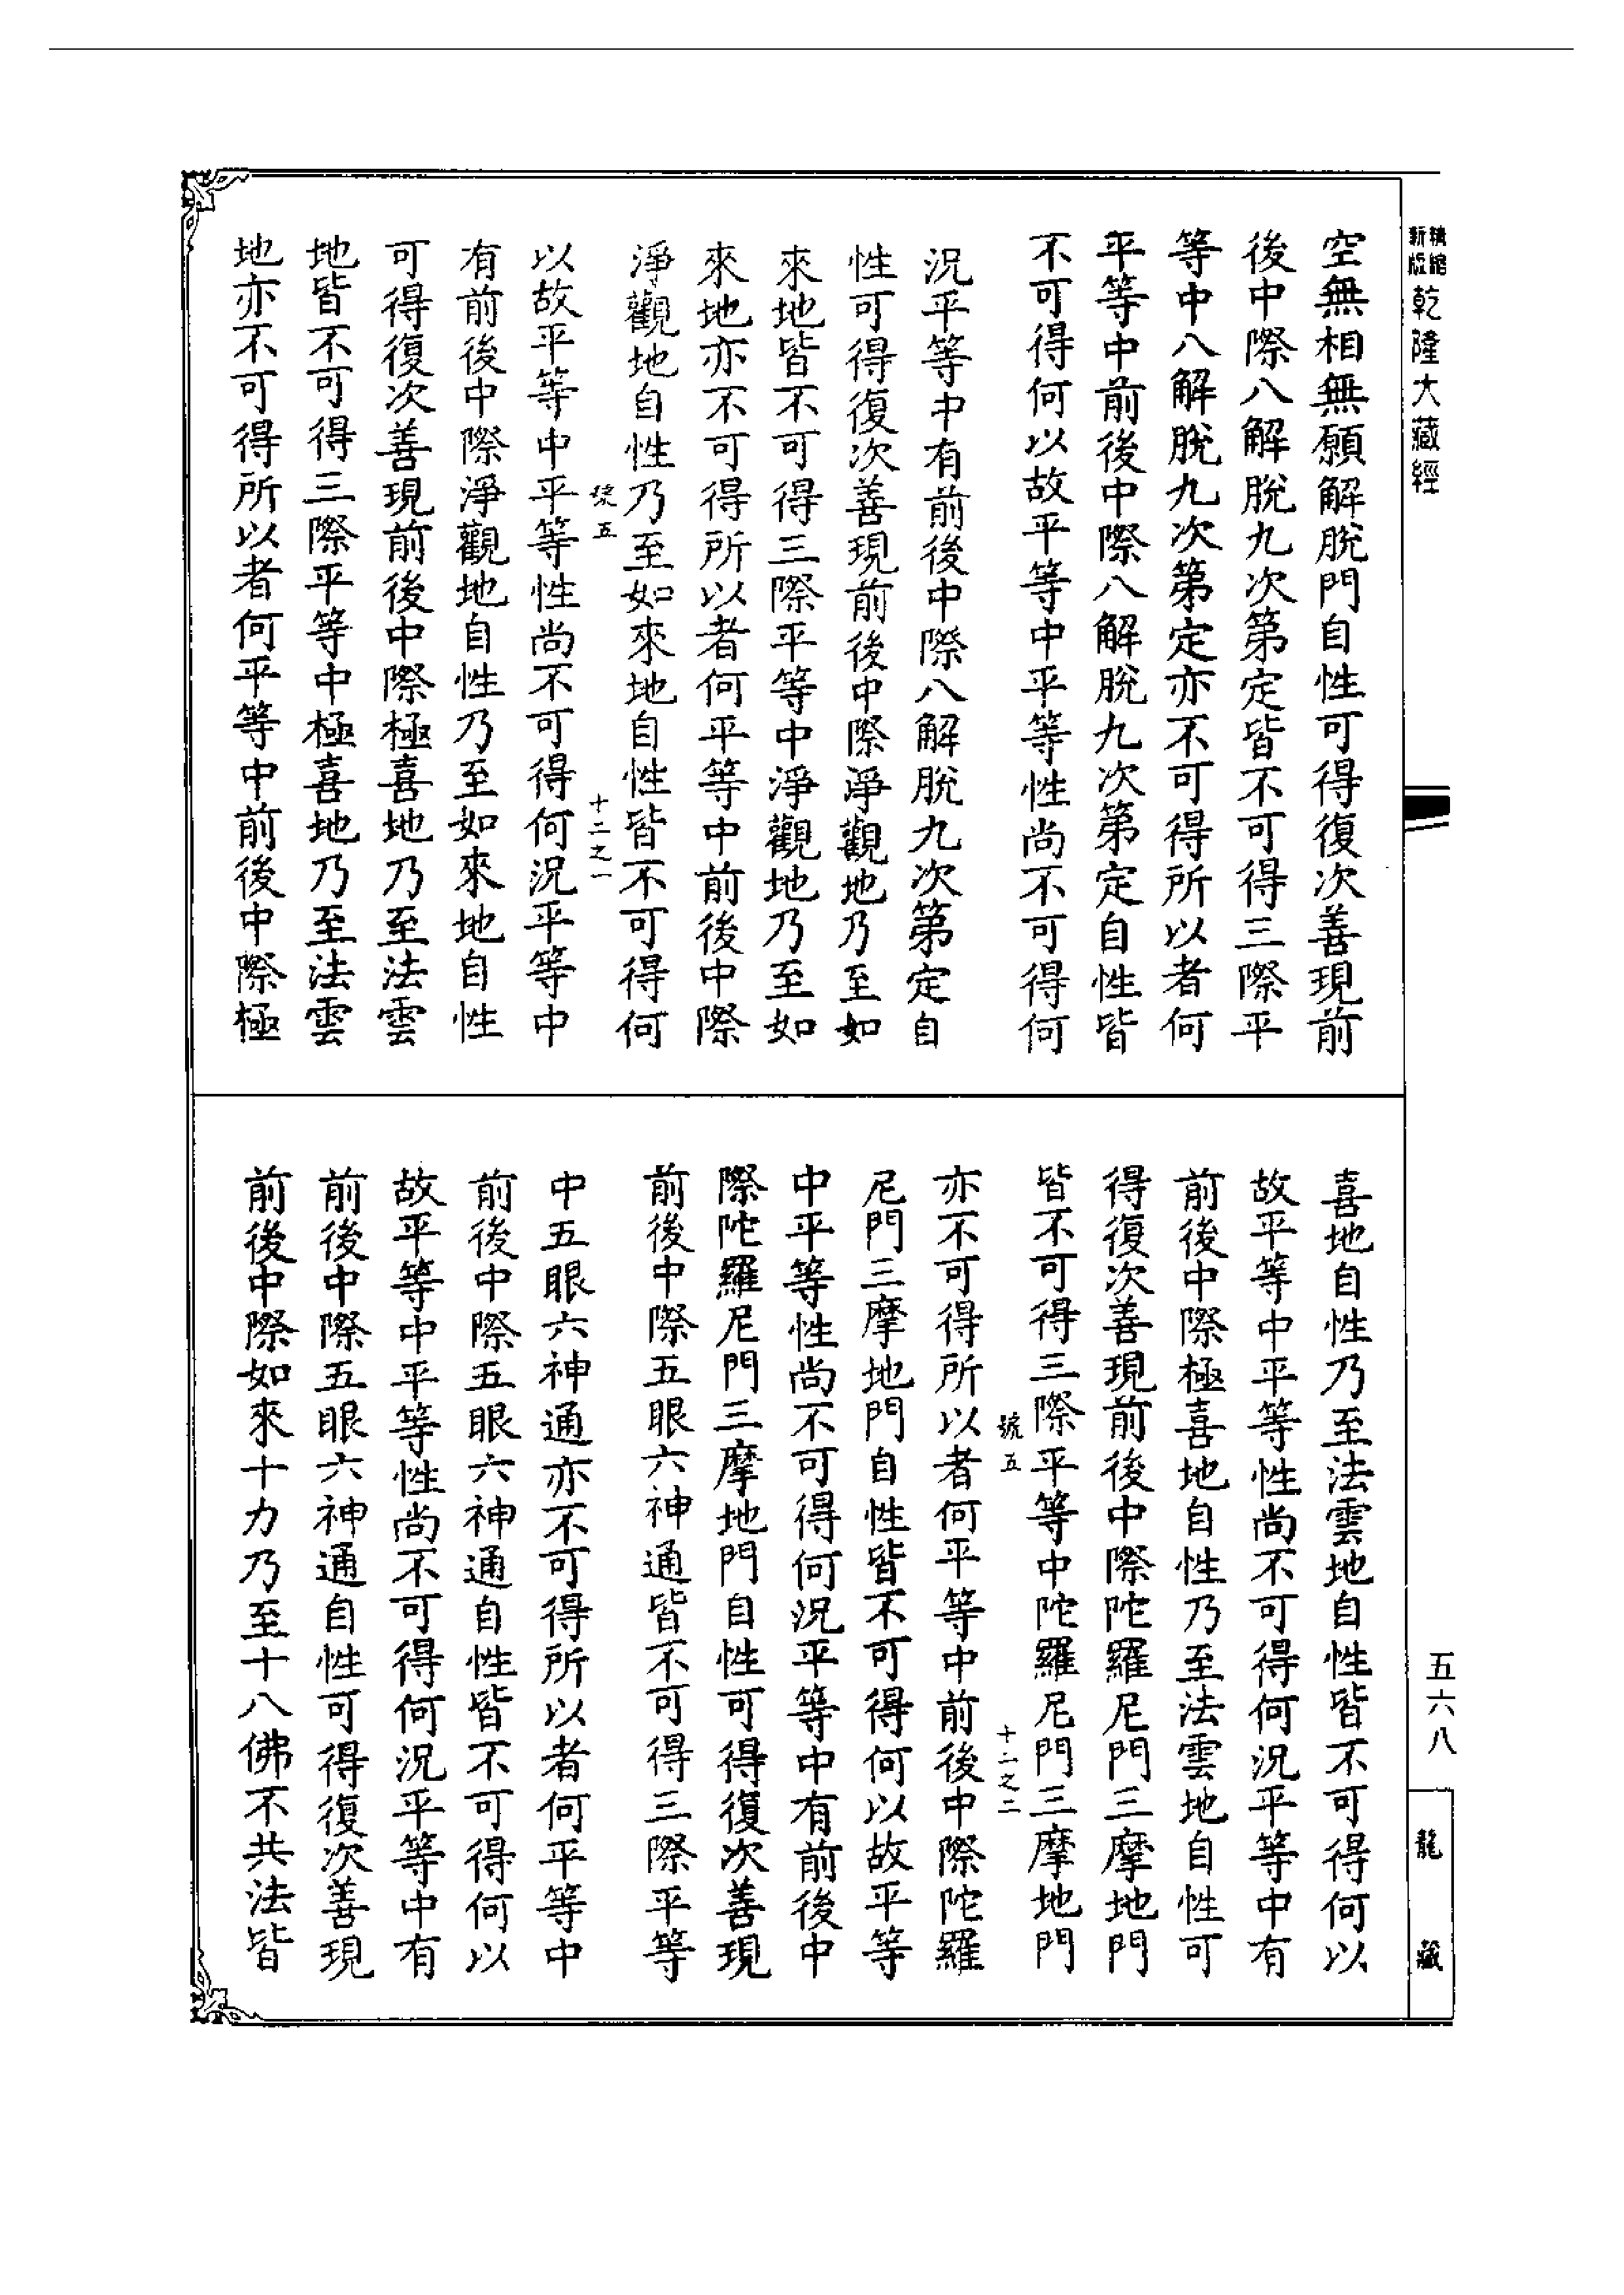 精縮
新版
乾隆大藏經
空無相無願解脫門自性可得復次善現前
後中際八解脫九次第定皆不可得三際平
等中八解脫九次第定亦不可得所以者何
平等中前後中際八解脫九次第定自性皆
不可得何以故平等中平等性尚不可得何
況平等中有前後中際八解脫九次第定自
性可得復次善現前後中際淨觀地乃至如
來地皆不可得三際平等中淨觀地乃至如
來地亦不可得所以者何平等中前後中際
淨觀地自性乃至如來地自性皆不可得何
號五
十二之一
以故平等中平等性尚不可得何況平等中
有前後中際淨觀地自性乃至如來地自性
可得復次善現前後中際極喜地乃至法雲
地皆不可得三際平等中極喜地乃至法雲
地亦不可得所以者何平等中前後中際極
喜地自性乃至法雲地自性皆不可得何以
故平等中平等性尚不可得何況平等中有
前後中際極喜地自性乃至法雲地自性可
得復次善現前後中際陀羅尼門三摩地門
皆不可得三際平等中陀羅尼門三摩地門
號五
十二之二
亦不可得所以者何平等中前後中際陀羅
尼門三摩地門自性皆不可得何以故平等
中平等性尚不可得何況平等中有前後中
際陀羅尼門三摩地門自性可得復次善現
前後中際五眼六神通皆不可得三際平等
中五眼六神通亦不可得所以者何平等中
前後中際五眼六神通自性皆不可得何以
故平等中平等性尚不可得何況平等中有
前後中際五眼六神通自性可得復次善現
前後中際如來十力乃至十八佛不共法皆
五六八
龍藏